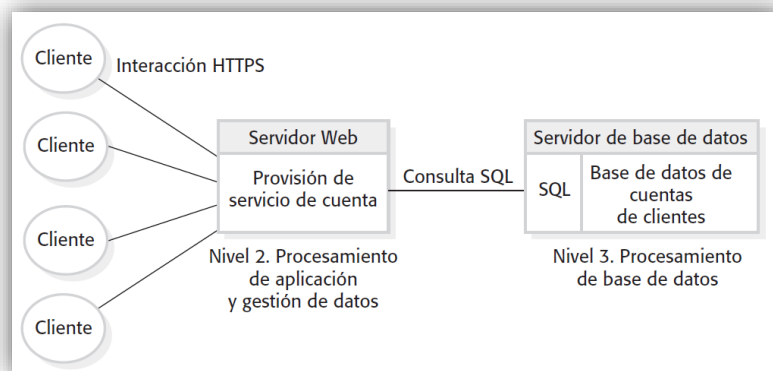 Cliente
Interacción HTTPS
Cliente
Cliente
Cliente
Servidor Web
Provisión de
servicio de cuenta
Nivel 2. Procesamiento
de aplicación
y gestión de datos
Consulta SQL
Servidor de base de datos
SQL
Base de datos de
cuentas
de clientes
Nivel 3. Procesamiento
de base de datos